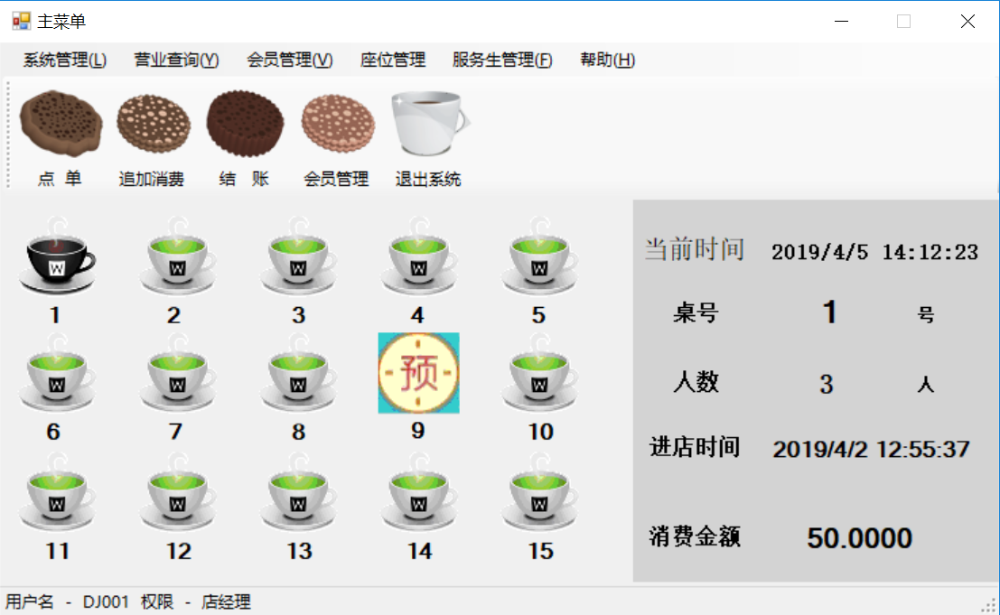 主菜单
系统管理(L) 营业查询(Y) 会员管理(V) 座位管理 服务生管理(F) 帮助(H)
点 单 追加消费 结 账 会员管理 退出系统
W W W W W
1 2 3 4 5
W W W 预 W
6 7 8 9 10
W W W W W
11 12 13 14 15
当前时间 2019/4/5 14:12:23
桌号 1 号
人数 3 人
进店时间 2019/4/2 12:55:37
消费金额 50.0000
用户名 - DJ001 权限 - 店经理